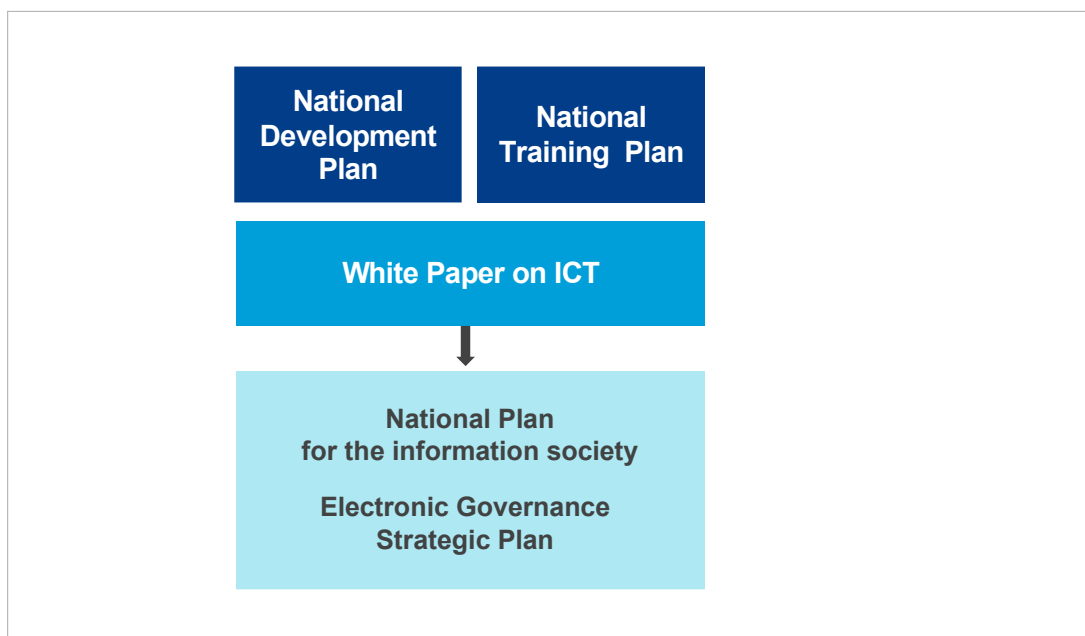 National
Development
Plan
National
Training Plan
White Paper on ICT
National Plan
for the information society
Electronic Governance
Strategic Plan